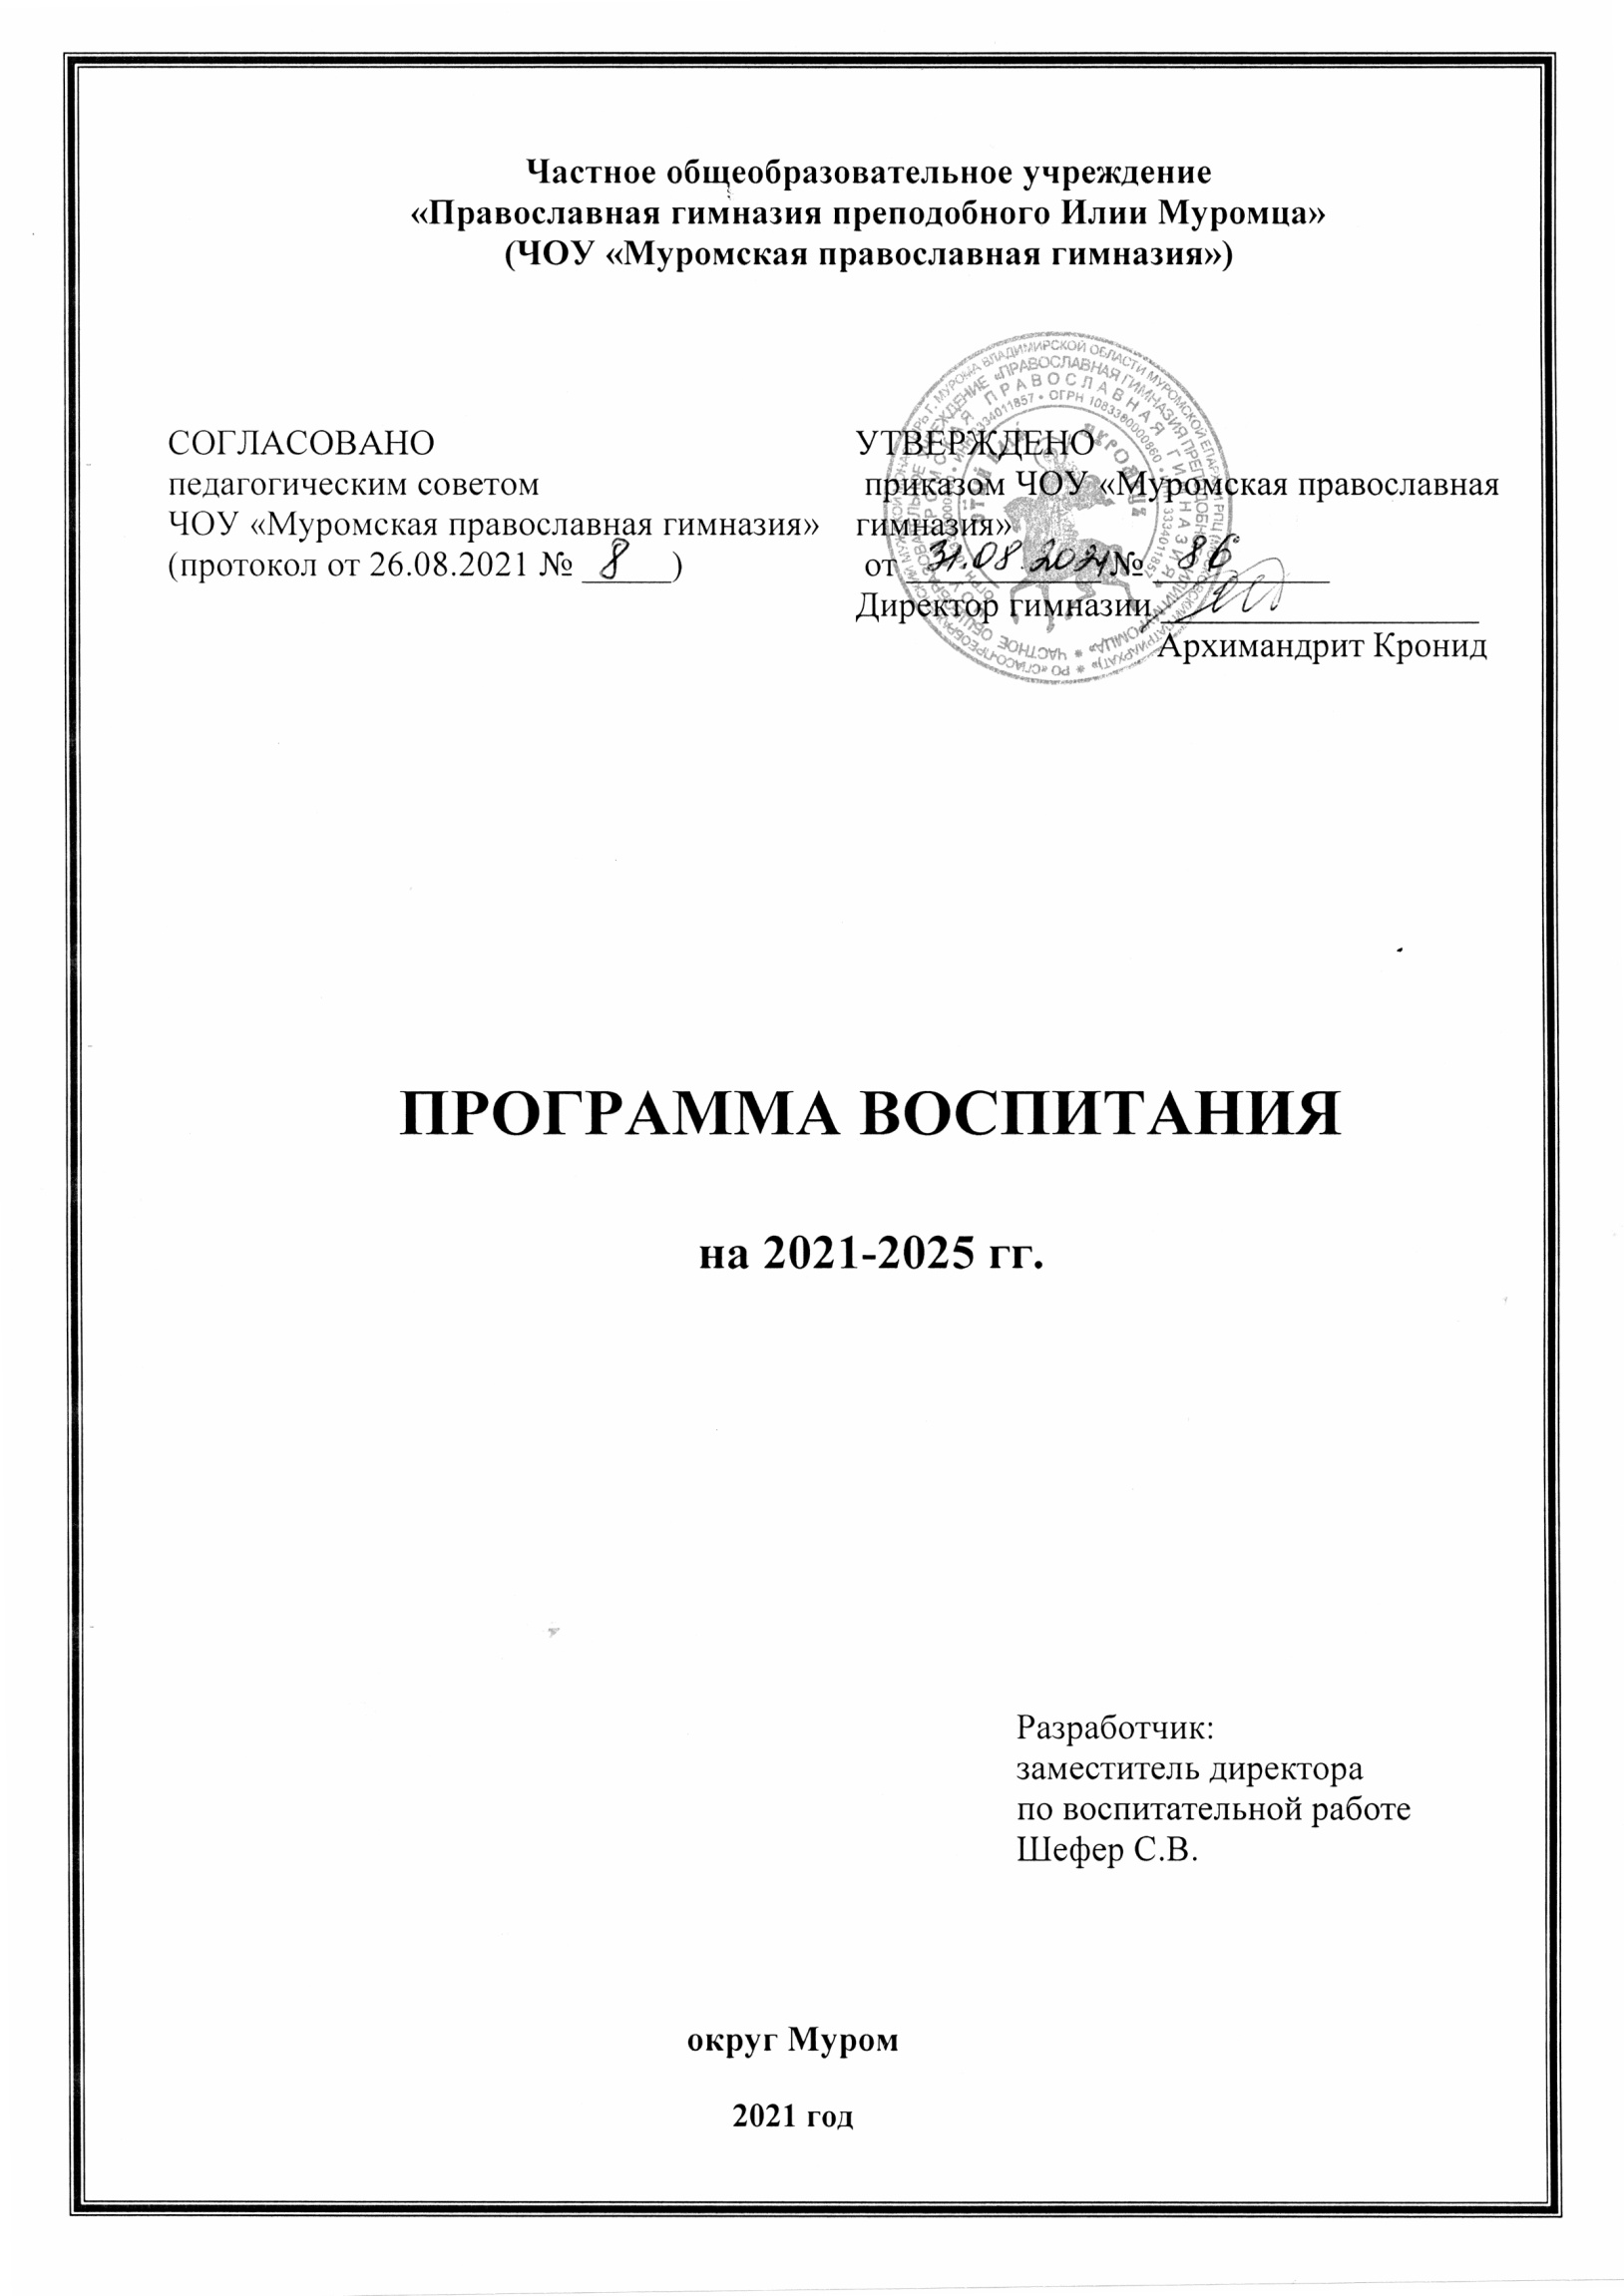 Частное общеобразовательное учреждение
«Православная гимназия преподобного Илии Муромца»
(ЧОУ «Муромская православная гимназия»)
СОГЛАСОВАНО
педагогическим советом
ЧОУ «Муромская православная гимназия»
(протокол от 26.08.2021 № 8)
УТВЕРЖДЕНО
приказом ЧОУ «Муромская православная
гимназия»
от 31.08.2021 № 86
Директор гимназии
Архимандрит Кронид
ПРОГРАММА ВОСПИТАНИЯ
на 2021-2025 гг.
Разработчик:
заместитель директора
по воспитательной работе
Шефер С.В.
округ Муром
2021 год